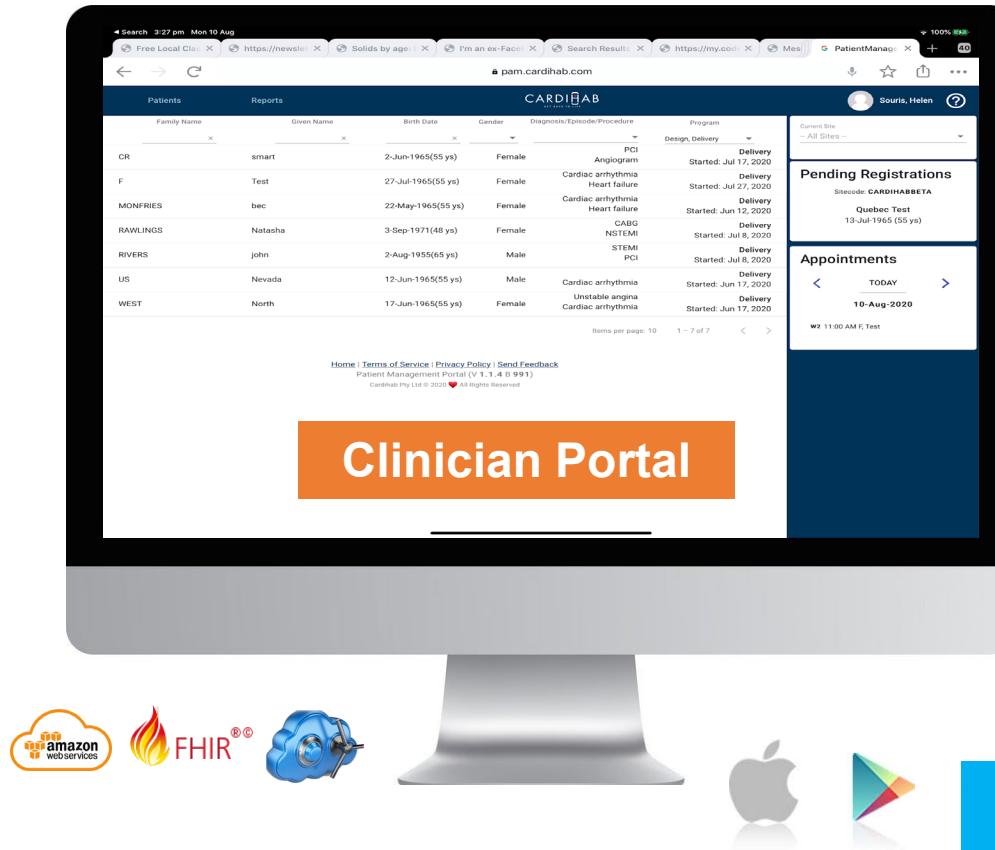 Search 3:27 pm Mon 10 Aug 100%
Free Local Clas https://newslet Solids by age: I'm an ex-Faceb Search Results https://my.cod Mes PatientManage 40
pam.cardihab.com
Patients Reports CARDIHAB Souris, Helen
Family Name Given Name Birth Date Gender Diagnosis/Episode/Procedure Program
Design, Delivery
CR smart 2-Jun-1965(55 ys) Female PCI Delivery
Angiogram Started: Jul 17, 2020
F Test 27-Jul-1965(55 ys) Female Cardiac arrhythmia Delivery
Heart failure Started: Jul 27, 2020
MONFRIES bec 22-May-1965(55 ys) Female Cardiac arrhythmia Delivery
Heart failure Started: Jun 12, 2020
RAWLINGS Natasha 3-Sep-1971(48 ys) Female CABG Delivery
NSTEMI Started: Jul 8, 2020
RIVERS john 2-Aug-1955(65 ys) Male STEMI Delivery
PCI Started: Jul 8, 2020
US Nevada 12-Jun-1965(55 ys) Male Cardiac arrhythmia Delivery
Started: Jun 17, 2020
WEST North 17-Jun-1965(55 ys) Female Unstable angina Delivery
Cardiac arrhythmia Started: Jun 17, 2020
Items per page: 10 1 – 7 of 7
Home | Terms of Service | Privacy Policy | Send Feedback
Patient Management Portal (V 1.1.4 B 991)
Cardihab Pty Ltd © 2020 All Rights Reserved
Current Site
-- All Sites --
Pending Registrations
Sitecode: CARDIHABBETA
Quebec Test
13-Jul-1965 (55 ys)
Appointments
TODAY
10-Aug-2020
W2 11:00 AM F, Test
Clinician Portal
amazon
webservices
FHIR®©